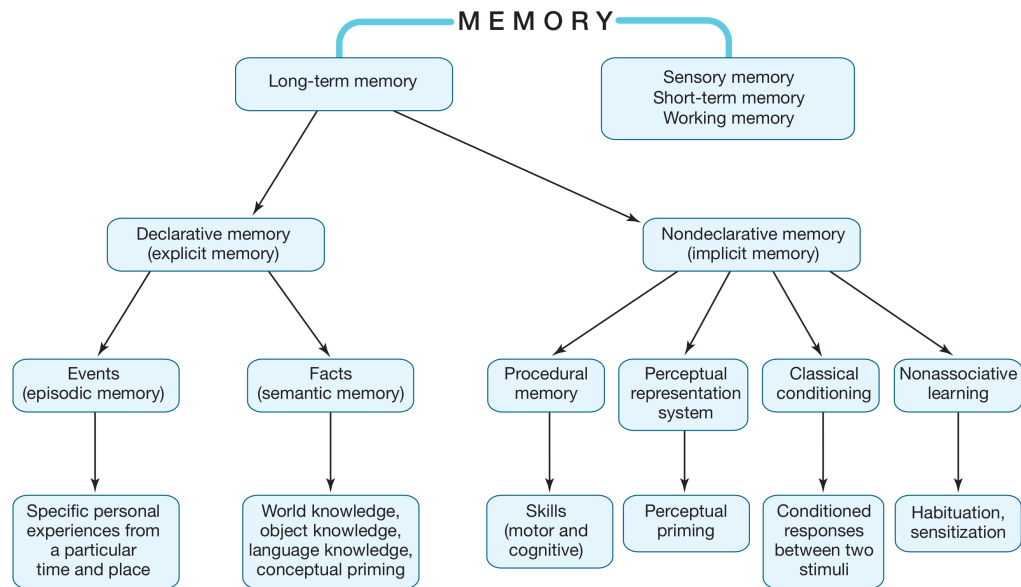 MEMORY
Long-term memory
Sensory memory
Short-term memory
Working memory
Declarative memory
(explicit memory)
Nondeclarative memory
(implicit memory)
Events
(episodic memory)
Facts
(semantic memory)
Procedural
memory
Perceptual
representation
system
Classical
conditioning
Nonassociative
learning
Specific personal
experiences from
a particular
time and place
World knowledge,
object knowledge,
language knowledge,
conceptual priming
Skills
(motor and
cognitive)
Perceptual
priming
Conditioned
responses
between two
stimuli
Habituation,
sensitization